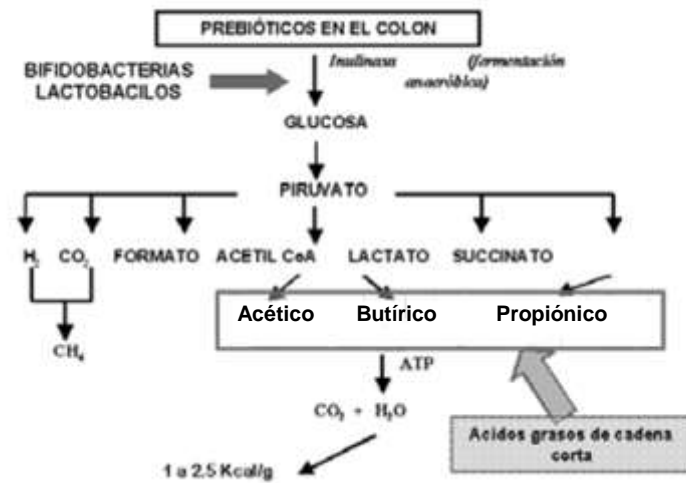 PREBIÓTICOS EN EL COLON
Inulinasa (fermentación
anaeróbica)
BIFIDOBACTERIAS
LACTOBACILOS
GLUCOSA
PIRUVATO
H₂ CO₂ FORMATO ACETIL CoA LACTATO SUCCINATO
Acético Butírico Propiónico
CH₄
ATP
CO₂ + H₂O
Acidos grasos de cadena
corta
1 a 2,5 Kcal/g